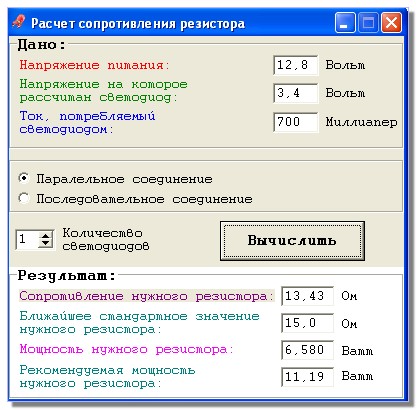 Расчет сопротивления резистора
Дано:
Напряжение питания: 12,8 Вольт
Напряжение на которое
рассчитан светодиод: 3,4 Вольт
Ток, потребляемый
светодиодом: 700 Миллиапер
Паралельное соединение
Последовательное соединение
1 Количество
светодиодов
Вычислить
Результат:
Сопротивление нужного резистора: 13,43 Ом
Ближайшее стандартное значение
нужного резистора: 15,0 Ом
Мощность нужного резистора: 6,580 Ватт
Рекомендуемая мощность
нужного резистора: 11,19 Ватт